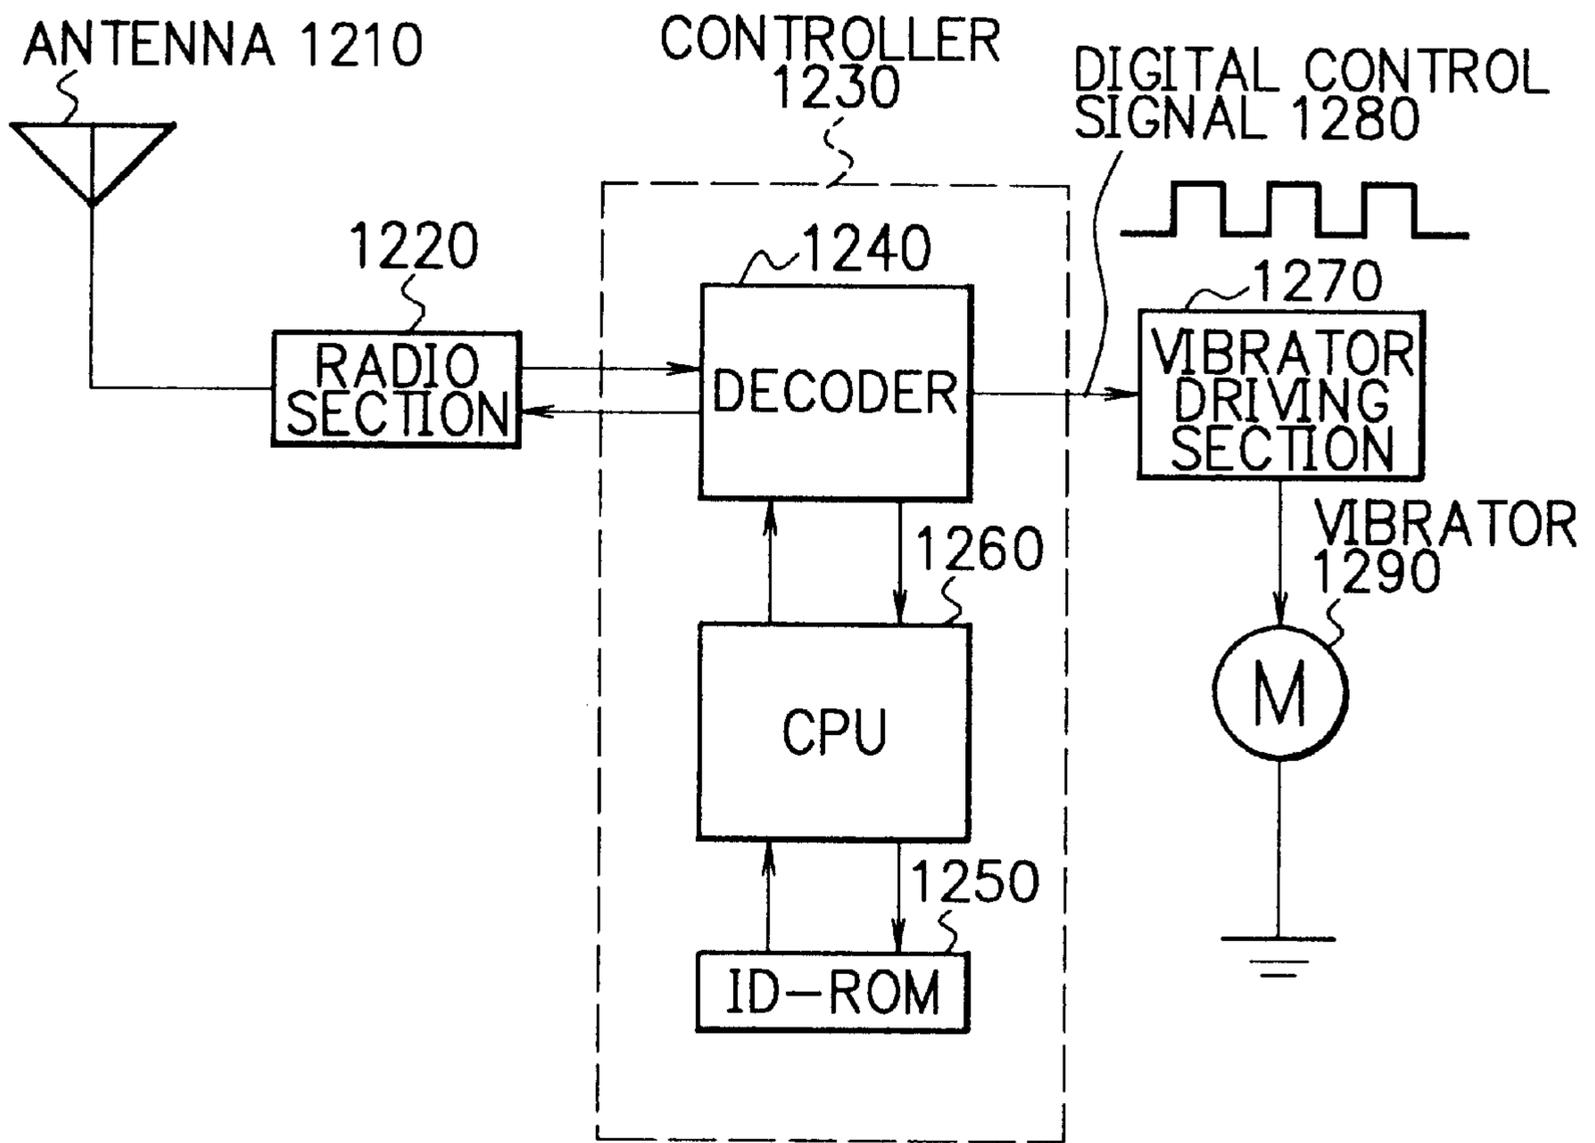 ANTENNA 1210
CONTROLLER
1230
DIGITAL CONTROL
SIGNAL 1280
1220
RADIO
SECTION
1240
DECODER
1270
VIBRATOR
DRIVING
SECTION
1260
CPU
VIBRATOR
1290
M
1250
ID-ROM